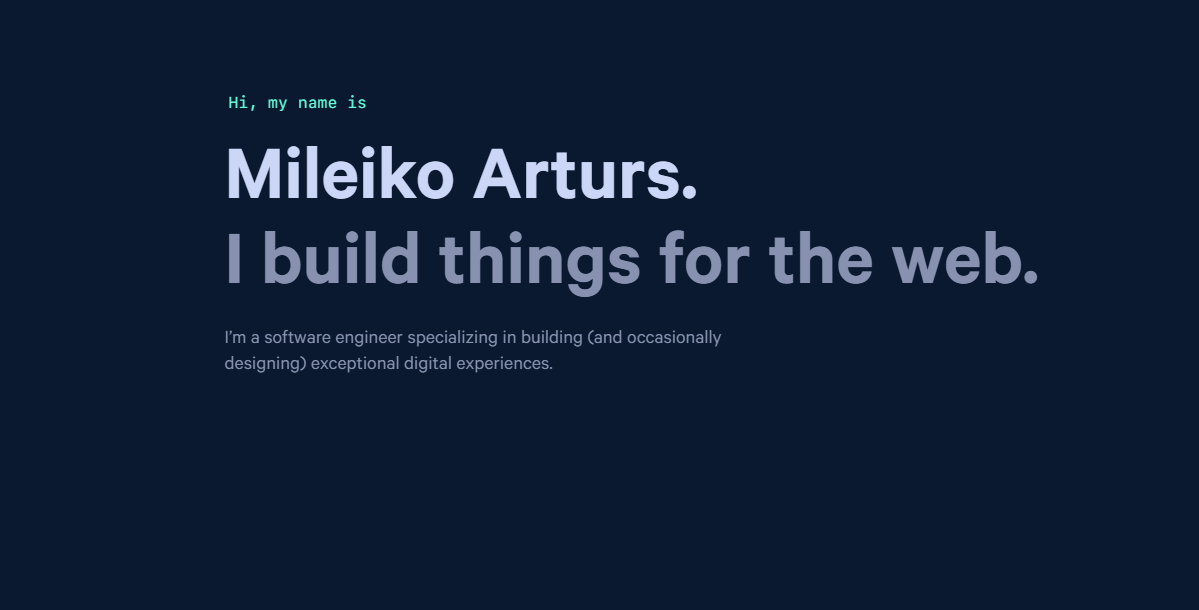 Hi, my name is
Mileiko Arturs.
I build things for the web.
I’m a software engineer specializing in building (and occasionally
designing) exceptional digital experiences.